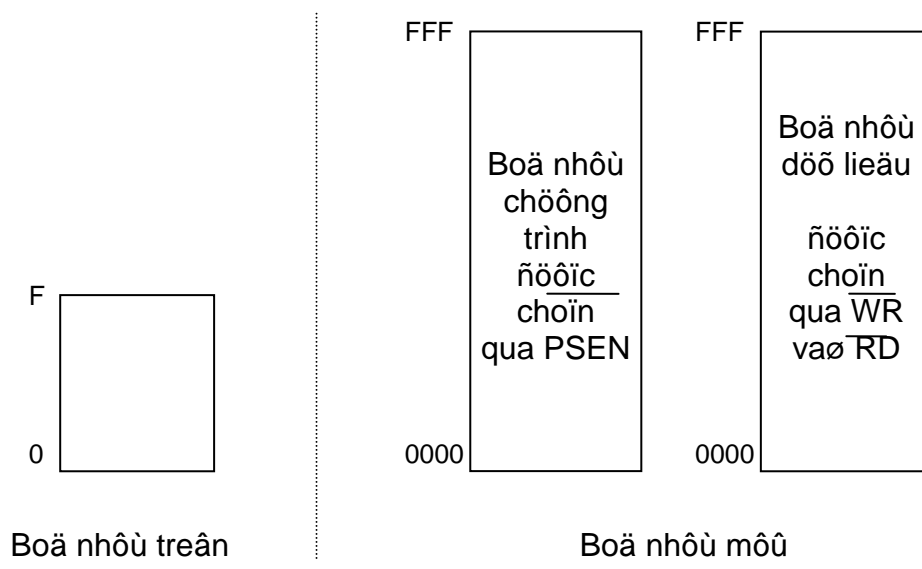 FFF
Boä nhôù
chöông
trình
ñöôïc
choïn
qua PSEN
0000
FFF
Boä nhôù
döõ lieäu
ñöôïc
choïn
qua WR
vaø RD
0000
F
0
Boä nhôù treân
Boä nhôù môû